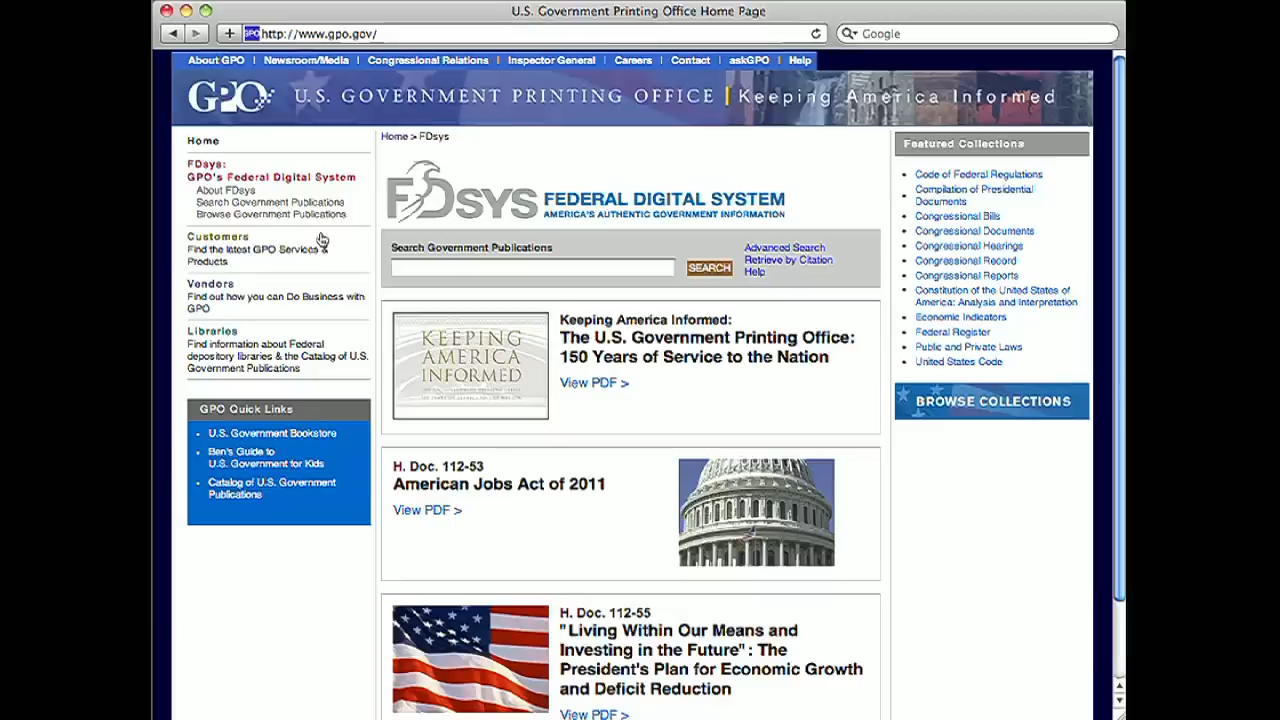 U.S. Government Printing Office Home Page
GPO http://www.gpo.gov/
Google
About GPO | Newsroom/Media | Congressional Relations | Inspector General | Careers | Contact | askGPO | Help
GPO U.S. GOVERNMENT PRINTING OFFICE | Keeping America Informed
Home
FDsys:
GPO's Federal Digital System
About FDsys
Search Government Publications
Browse Government Publications
Customers
Find the latest GPO Services &
Products
Vendors
Find out how you can Do Business with
GPO
Libraries
Find information about Federal
depository libraries & the Catalog of U.S.
Government Publications
GPO Quick Links
U.S. Government Bookstore
Ben's Guide to
U.S. Government for Kids
Catalog of U.S. Government
Publications
Home > FDsys
FDsys FEDERAL DIGITAL SYSTEM
AMERICA'S AUTHENTIC GOVERNMENT INFORMATION
Search Government Publications
SEARCH
Advanced Search
Retrieve by Citation
Help
KEEPING
AMERICA
INFORMED
Keeping America Informed:
The U.S. Government Printing Office:
150 Years of Service to the Nation
View PDF >
H. Doc. 112-53
American Jobs Act of 2011
View PDF >
H. Doc. 112-55
"Living Within Our Means and
Investing in the Future": The
President's Plan for Economic Growth
and Deficit Reduction
View PDF >
Featured Collections
Code of Federal Regulations
Compilation of Presidential
Documents
Congressional Bills
Congressional Documents
Congressional Hearings
Congressional Record
Congressional Reports
Constitution of the United States of
America: Analysis and Interpretation
Economic Indicators
Federal Register
Public and Private Laws
United States Code
BROWSE COLLECTIONS